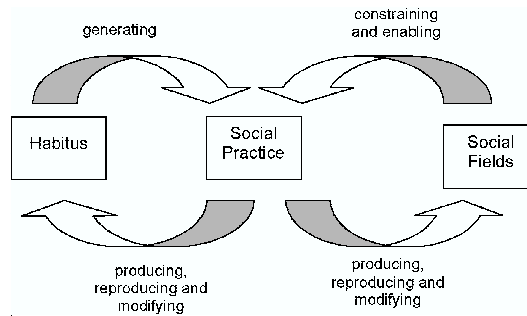 generating
constraining
and enabling
Habitus
Social
Practice
Social
Fields
producing,
reproducing and
modifying
producing,
reproducing and
modifying